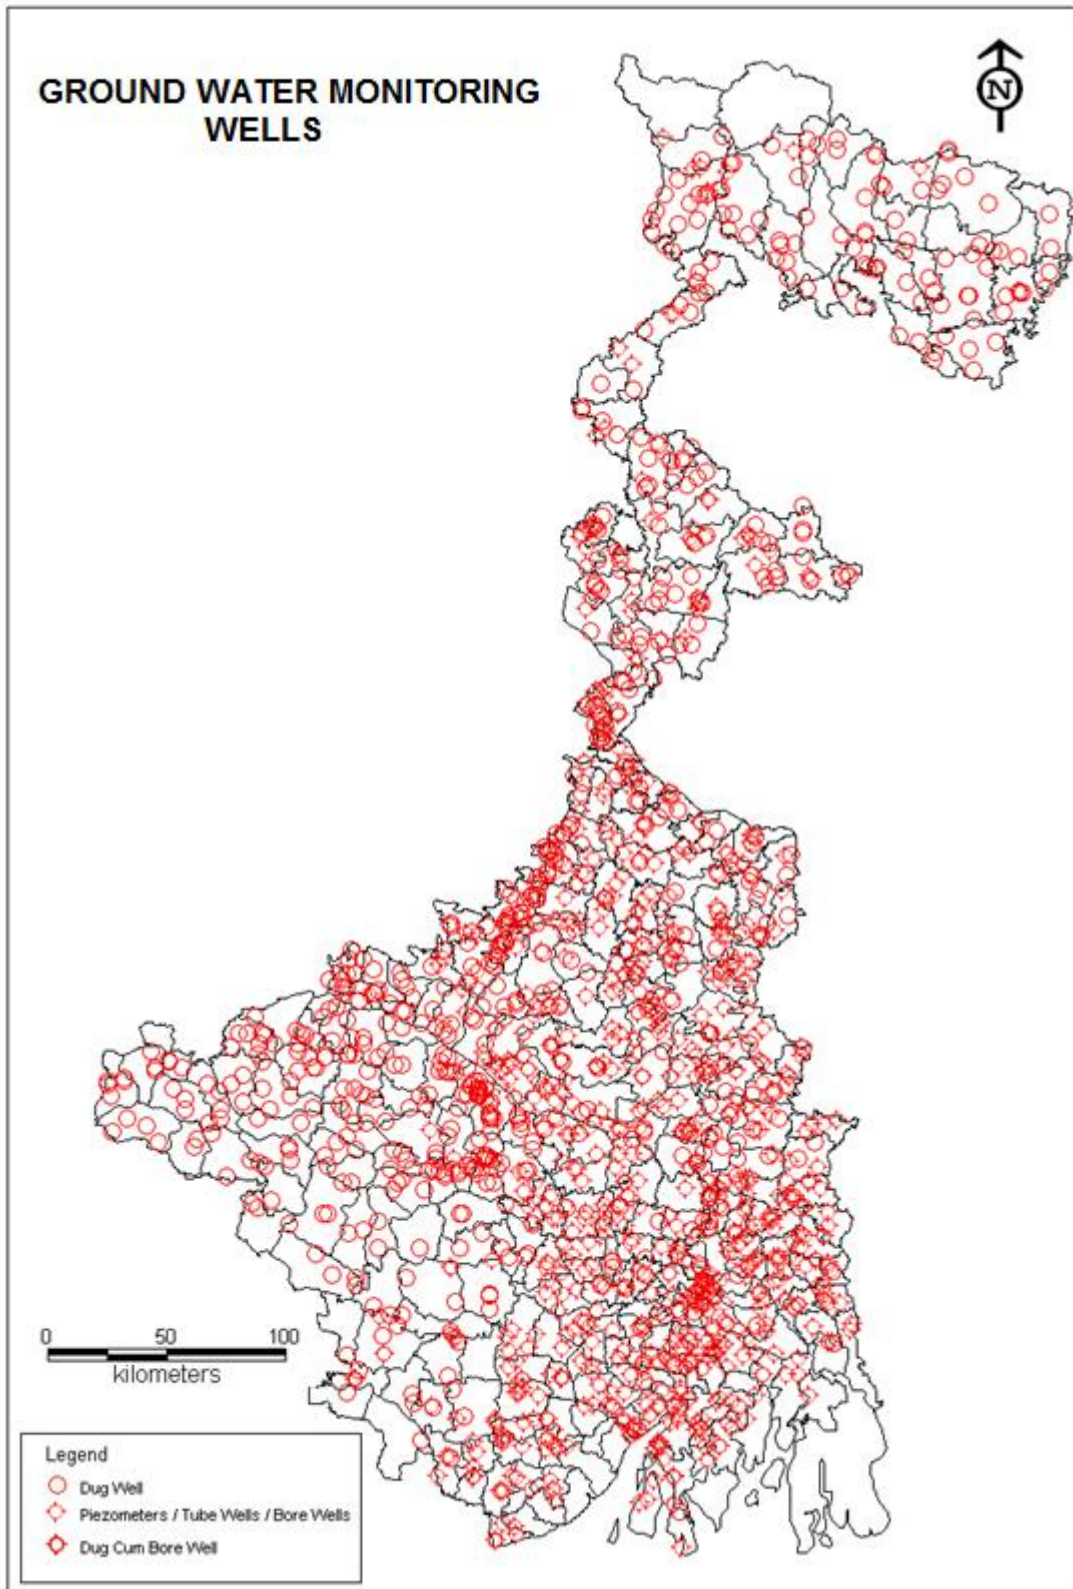 GROUND WATER MONITORING
WELLS
N
0 50 100
kilometers
Legend
Dug Well
Piezometers / Tube Wells / Bore Wells
Dug Cum Bore Well